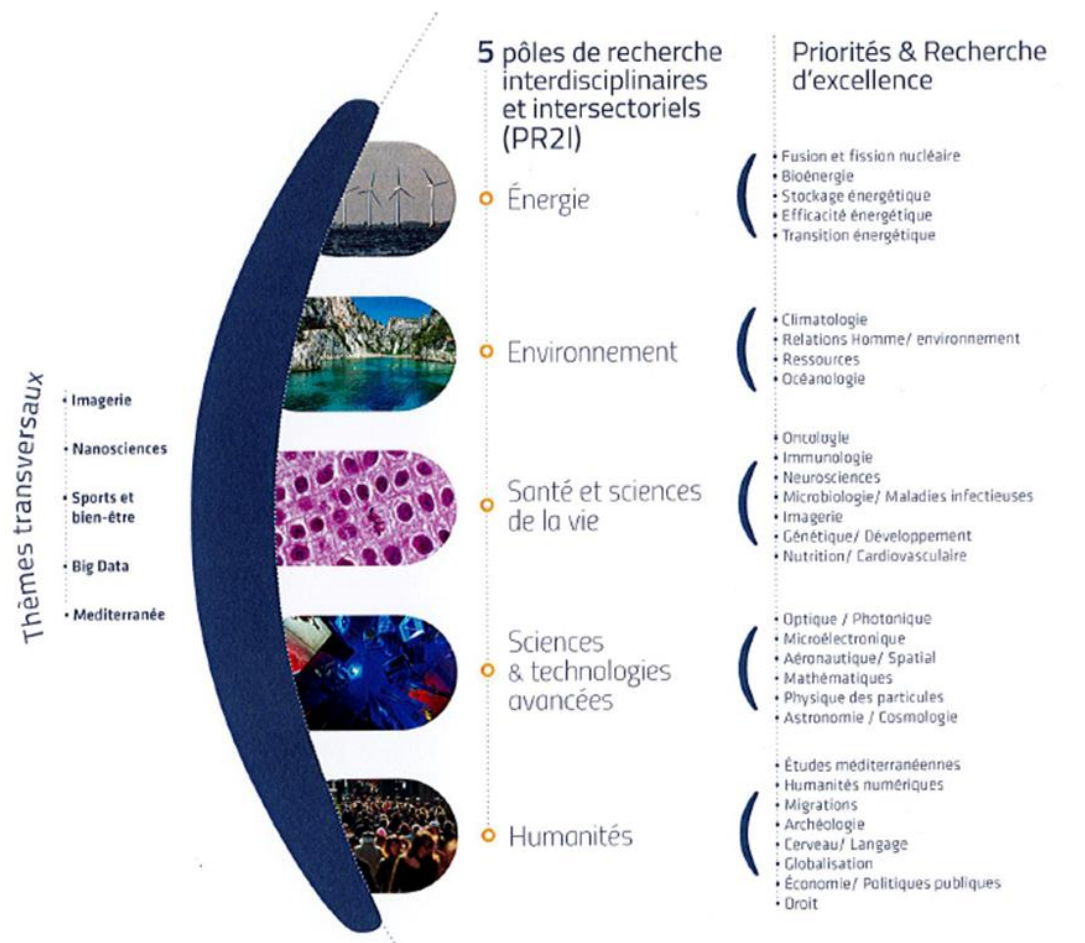 5 pôles de recherche
interdisciplinaires
et intersectoriels
(PR2I)
Priorités & Recherche
d'excellence
Thèmes transversaux
• Imagerie
• Nanosciences
• Sports et
bien-être
• Big Data
• Mediterranée
Énergie
• Fusion et fission nucléaire
• Bioénergie
• Stockage énergétique
• Efficacité énergétique
• Transition énergétique
Environnement
• Climatologie
• Relations Homme/ environnement
• Ressources
• Océanologie
Santé et sciences
de la vie
• Oncologie
• Immunologie
• Neurosciences
• Microbiologie/ Maladies infectieuses
• Imagerie
• Génétique/ Développement
• Nutrition/ Cardiovasculaire
Sciences
& technologies
avancées
• Optique / Photonique
• Microélectronique
• Aéronautique/ Spatial
• Mathématiques
• Physique des particules
• Astronomie / Cosmologie
Humanités
• Études méditerranéennes
• Humanités numériques
• Migrations
• Archéologie
• Cerveau/ Langage
• Globalisation
• Économie/ Politiques publiques
• Droit